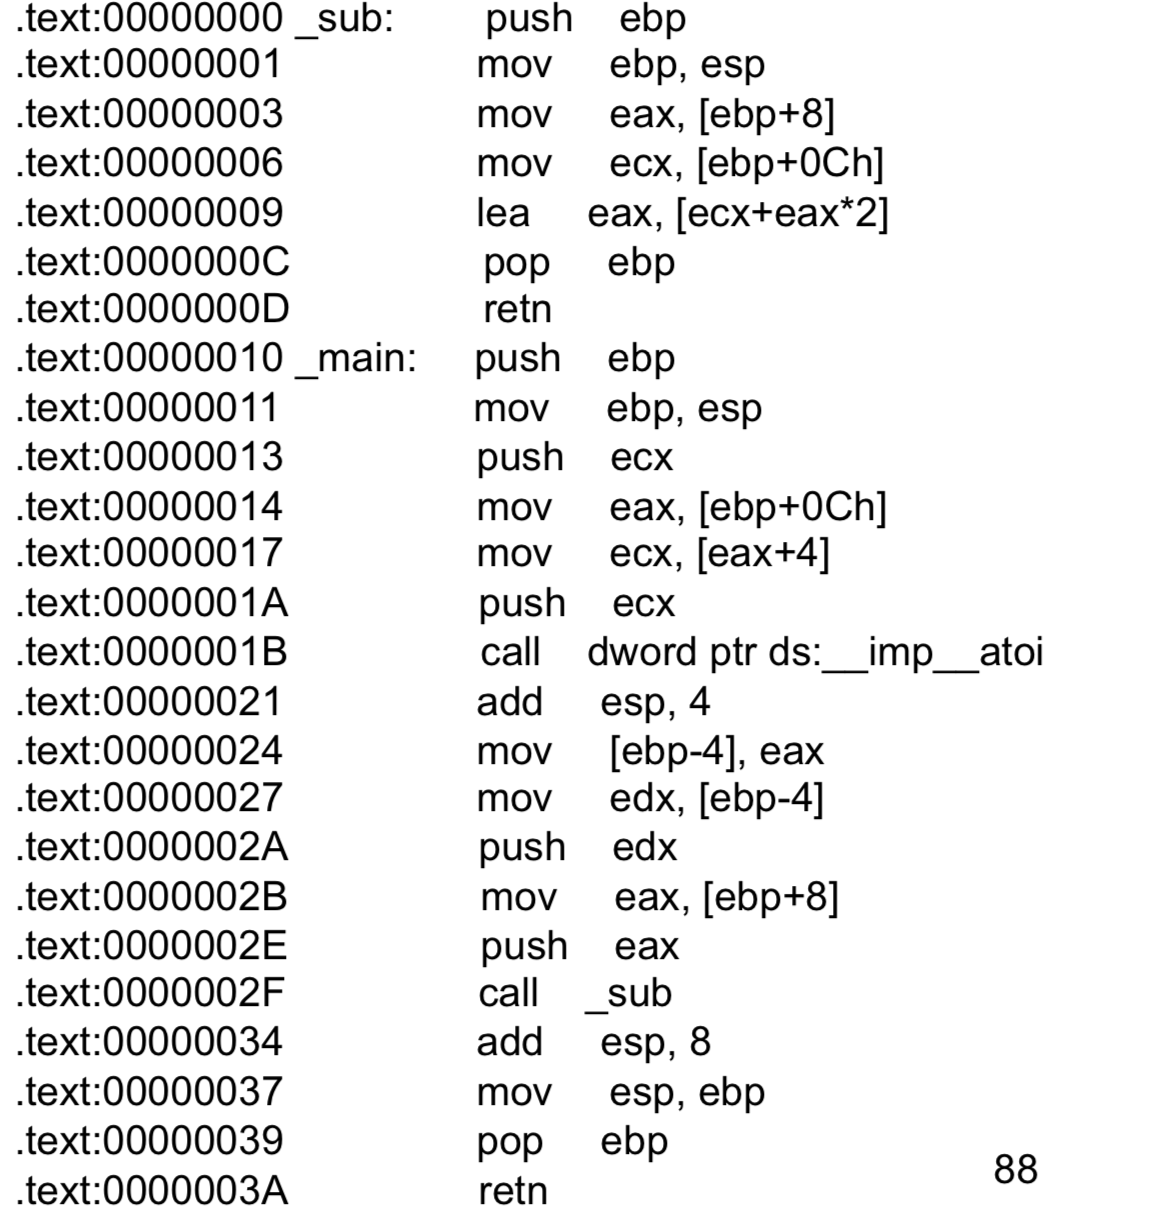 .text:00000000 _sub: push ebp
.text:00000001 mov ebp, esp
.text:00000003 mov eax, [ebp+8]
.text:00000006 mov ecx, [ebp+0Ch]
.text:00000009 lea eax, [ecx+eax*2]
.text:0000000C pop ebp
.text:0000000D retn
.text:00000010 _main: push ebp
.text:00000011 mov ebp, esp
.text:00000013 push ecx
.text:00000014 mov eax, [ebp+0Ch]
.text:00000017 mov ecx, [eax+4]
.text:0000001A push ecx
.text:0000001B call dword ptr ds:__imp__atoi
.text:00000021 add esp, 4
.text:00000024 mov [ebp-4], eax
.text:00000027 mov edx, [ebp-4]
.text:0000002A push edx
.text:0000002B mov eax, [ebp+8]
.text:0000002E push eax
.text:0000002F call _sub
.text:00000034 add esp, 8
.text:00000037 mov esp, ebp
.text:00000039 pop ebp
.text:0000003A retn
88